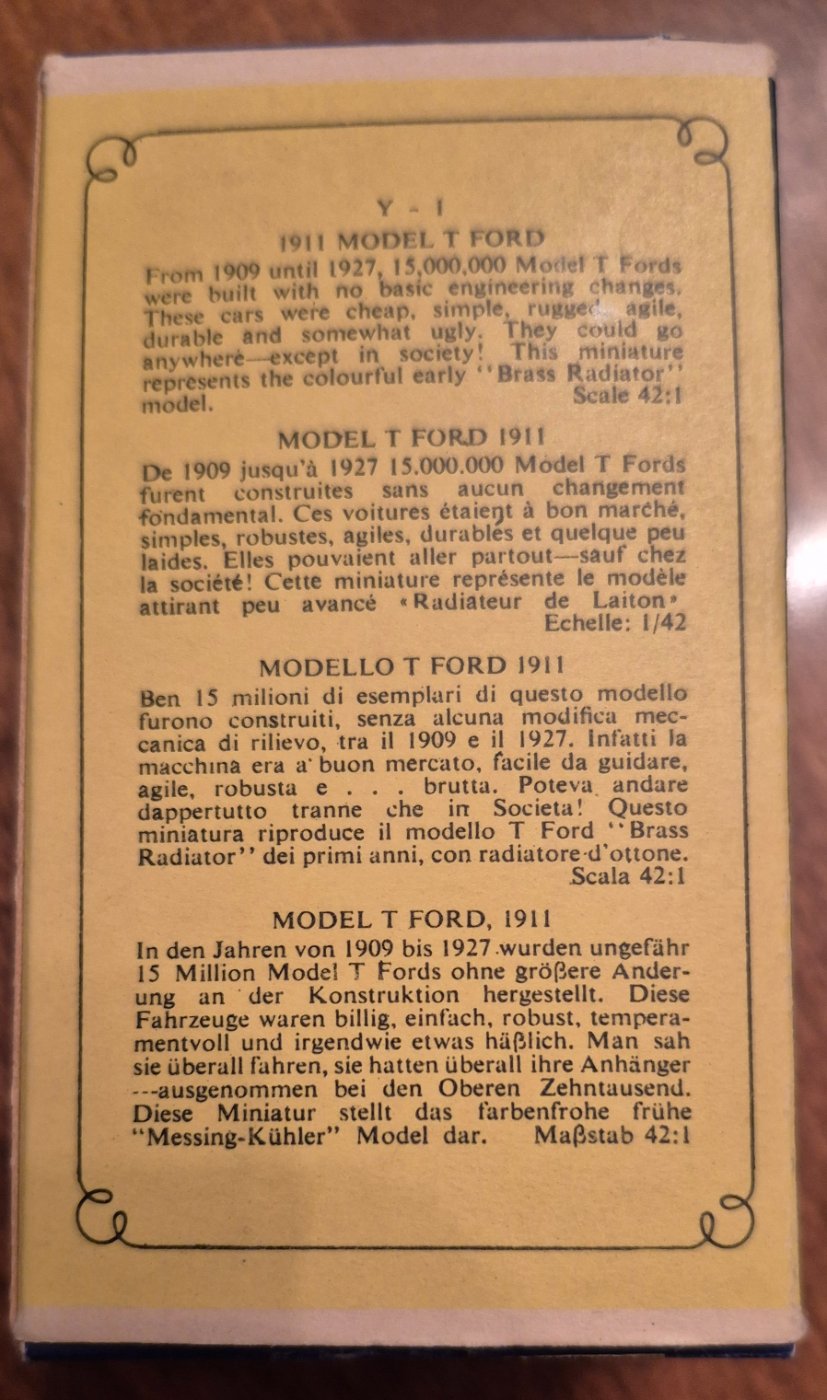 Y - 1
1911 MODEL T FORD
From 1909 until 1927, 15,000,000 Model T Fords
were built with no basic engineering changes.
These cars were cheap, simple, rugged, agile,
durable and somewhat ugly. They could go
anywhere—except in society! This miniature
represents the colourful early "Brass Radiator"
model. Scale 42:1
MODEL T FORD 1911
De 1909 jusqu'à 1927 15.000.000 Model T Fords
furent construites sans aucun changement
fondamental. Ces voitures étaient à bon marché,
simples, robustes, agiles, durables et quelque peu
laides. Elles pouvaient aller partout—sauf chez
la société! Cette miniature représente le modèle
attirant peu avancé «Radiateur de Laiton»
Echelle: 1/42
MODELLO T FORD 1911
Ben 15 milioni di esemplari di questo modello
furono construiti, senza alcuna modifica mec-
canica di rilievo, tra il 1909 e il 1927. Infatti la
macchina era a buon mercato, facile da guidare,
agile, robusta e . . . brutta. Poteva andare
dappertutto tranne che in Societa! Questo
miniatura riproduce il modello T Ford "Brass
Radiator" dei primi anni, con radiatore d'ottone.
Scala 42:1
MODEL T FORD, 1911
In den Jahren von 1909 bis 1927 wurden ungefähr
15 Million Model T Fords ohne größere Ander-
ung an der Konstruktion hergestellt. Diese
Fahrzeuge waren billig, einfach, robust, tempera-
mentvoll und irgendwie etwas häßlich. Man sah
sie überall fahren, sie hatten überall ihre Anhänger
---ausgenommen bei den Oberen Zehntausend.
Diese Miniatur stellt das farbenfrohe frühe
"Messing-Kühler" Model dar. Maßstab 42:1